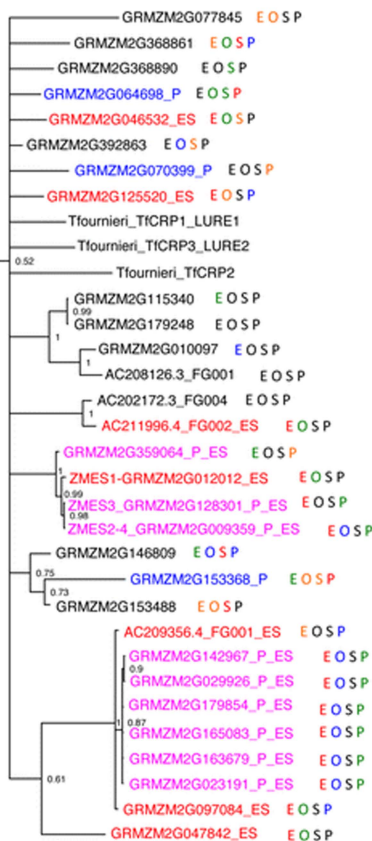 GRMZM2G077845 E O S P
GRMZM2G368861 E O S P
GRMZM2G368890 E O S P
GRMZM2G064698_P E O S P
GRMZM2G046532_ES E O S P
GRMZM2G392863 E O S P
GRMZM2G070399_P E O S P
GRMZM2G125520_ES E O S P
Tfournieri_TfCRP1_LURE1
Tfournieri_TfCRP3_LURE2
0.52
Tfournieri_TfCRP2
GRMZM2G115340 E O S P
0.99
GRMZM2G179248 E O S P
1
GRMZM2G010097 E O S P
1
AC208126.3_FG001 E O S P
AC202172.3_FG004 E O S P
1
AC211996.4_FG002_ES E O S P
GRMZM2G359064_P_ES E O S P
1
ZMES1-GRMZM2G012012_ES E O S P
0.99
ZMES3_GRMZM2G128301_P_ES E O S P
0.98
ZMES2-4_GRMZM2G009359_P_ES E O S P
GRMZM2G146809 E O S P
0.75
GRMZM2G153368_P E O S P
0.73
GRMZM2G153488 E O S P
AC209356.4_FG001_ES E O S P
GRMZM2G142967_P_ES E O S P
0.9
GRMZM2G029926_P_ES E O S P
GRMZM2G179854_P_ES E O S P
1 0.87
GRMZM2G165083_P_ES E O S P
GRMZM2G163679_P_ES E O S P
0.61
GRMZM2G023191_P_ES E O S P
GRMZM2G097084_ES E O S P
GRMZM2G047842_ES E O S P